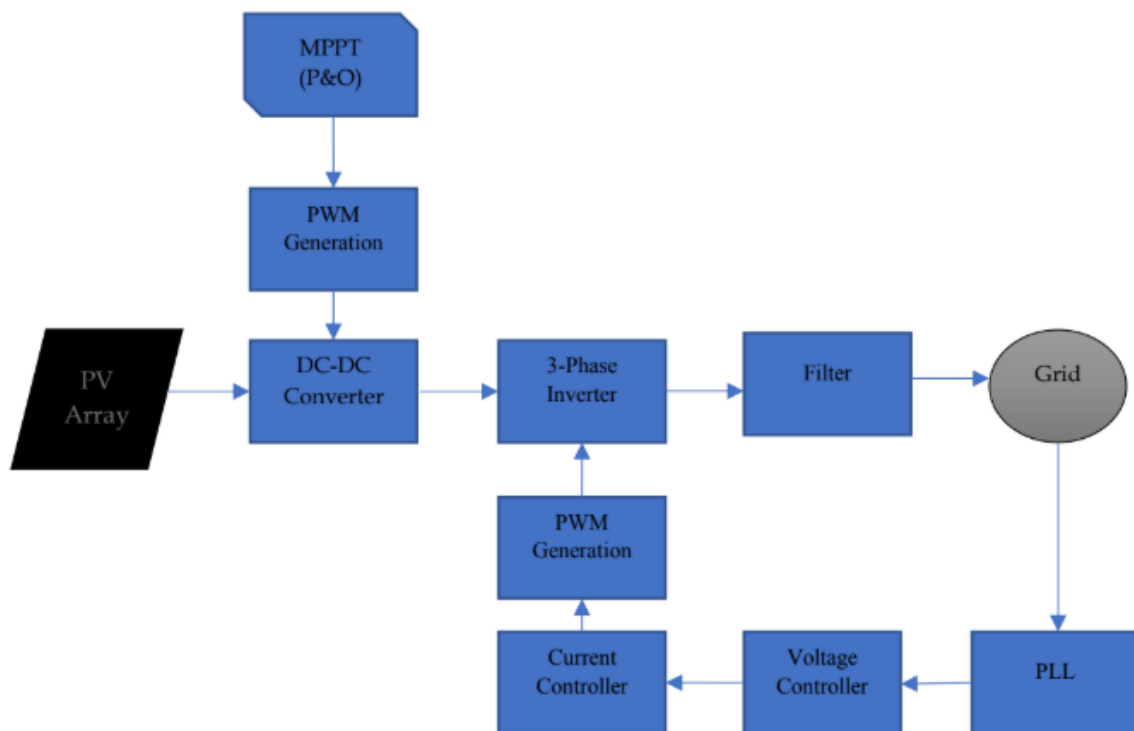 MPPT
(P&O)
PWM
Generation
PV
Array
DC-DC
Converter
3-Phase
Inverter
Filter
Grid
PWM
Generation
Current
Controller
Voltage
Controller
PLL